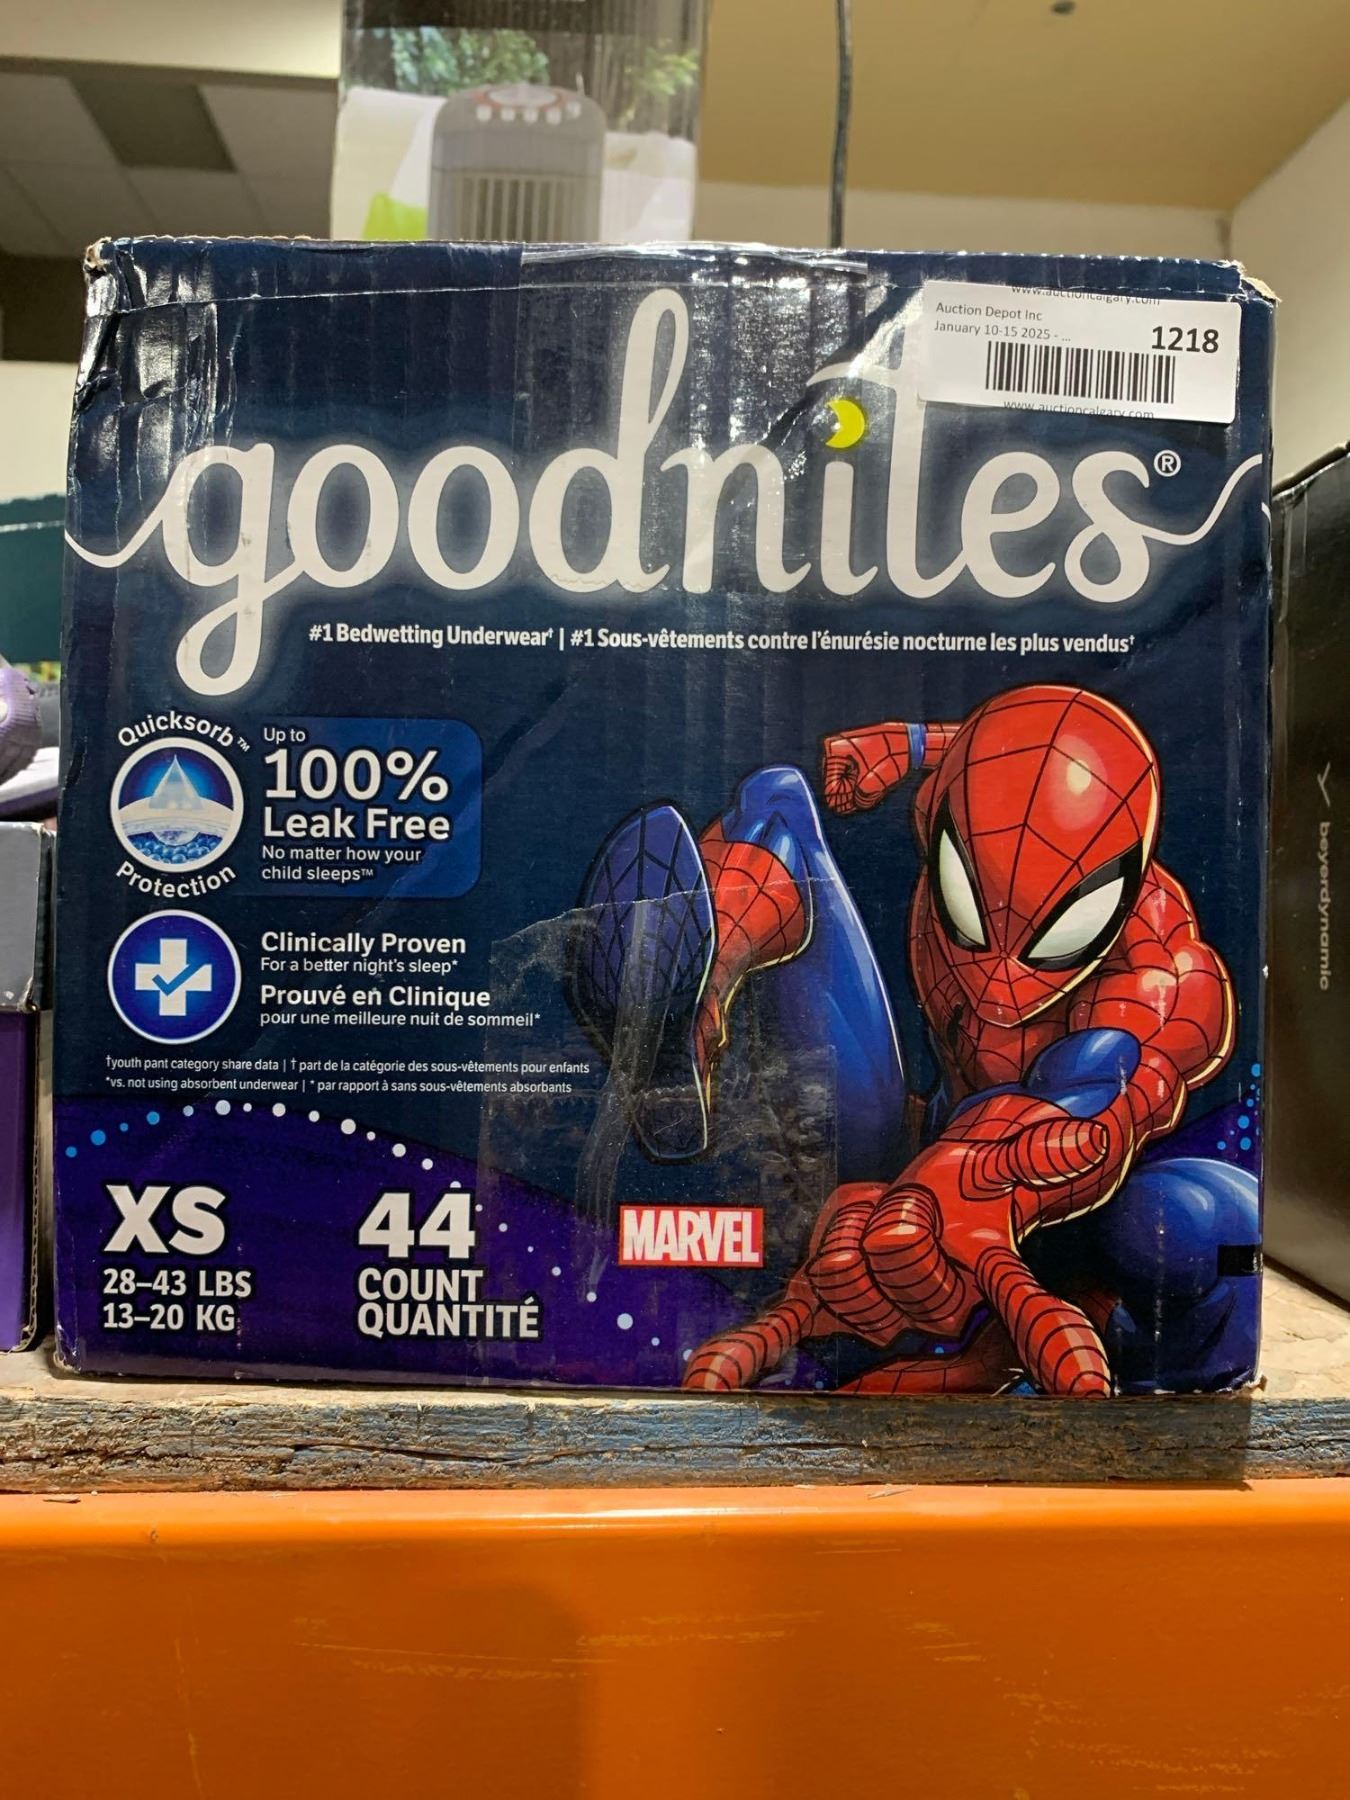 www.auctioncalgary.com
Auction Depot Inc
January 10-15 2025 - ...
1218
www.auctioncalgary.com
goodnites®
#1 Bedwetting Underwear† | #1 Sous-vêtements contre l'énurésie nocturne les plus vendus†
Quicksorb™
Protection
Up to
100%
Leak Free
No matter how your
child sleeps™
Clinically Proven
For a better night's sleep*
Prouvé en Clinique
pour une meilleure nuit de sommeil*
†youth pant category share data | † part de la catégorie des sous-vêtements pour enfants
*vs. not using absorbent underwear | * par rapport à sans sous-vêtements absorbants
XS
28–43 LBS
13–20 KG
44
COUNT
QUANTITÉ
MARVEL
beyerdynamic